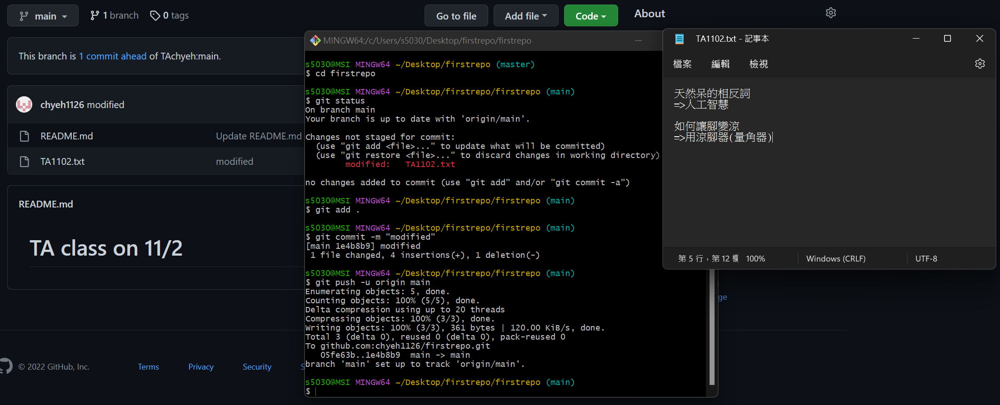 main
1 branch
0 tags
Go to file
Add file
Code
About
This branch is 1 commit ahead of TAchyeh:main.
chyeh1126 modified
README.md
Update README.md
TA1102.txt
modified
README.md
TA class on 11/2
© 2022 GitHub, Inc.
Terms
Privacy
Security
S
MINGW64:/c/Users/s5030/Desktop/firstrepo/firstrepo
s5030@MSI MINGW64 ~/Desktop/firstrepo (master)
$ cd firstrepo
s5030@MSI MINGW64 ~/Desktop/firstrepo/firstrepo (main)
$ git status
On branch main
Your branch is up to date with 'origin/main'.
Changes not staged for commit:
(use "git add <file>..." to update what will be committed)
(use "git restore <file>..." to discard changes in working directory)
modified:   TA1102.txt
no changes added to commit (use "git add" and/or "git commit -a")
s5030@MSI MINGW64 ~/Desktop/firstrepo/firstrepo (main)
$ git add .
s5030@MSI MINGW64 ~/Desktop/firstrepo/firstrepo (main)
$ git commit -m "modified"
[main 1e4b8b9] modified
1 file changed, 4 insertions(+), 1 deletion(-)
s5030@MSI MINGW64 ~/Desktop/firstrepo/firstrepo (main)
$ git push -u origin main
Enumerating objects: 5, done.
Counting objects: 100% (5/5), done.
Delta compression using up to 20 threads
Compressing objects: 100% (3/3), done.
Writing objects: 100% (3/3), 361 bytes | 120.00 KiB/s, done.
Total 3 (delta 0), reused 0 (delta 0), pack-reused 0
To github.com:chyeh1126/firstrepo.git
05fe63b..1e4b8b9  main -> main
branch 'main' set up to track 'origin/main'.
s5030@MSI MINGW64 ~/Desktop/firstrepo/firstrepo (main)
$
TA1102.txt - 記事本
檔案
編輯
檢視
天然呆的相反詞
=>人工智慧
如何讓腳變涼
=>用涼腳器(量角器)
第 5 行，第 12 欄
100%
Windows (CRLF)
UTF-8
ge